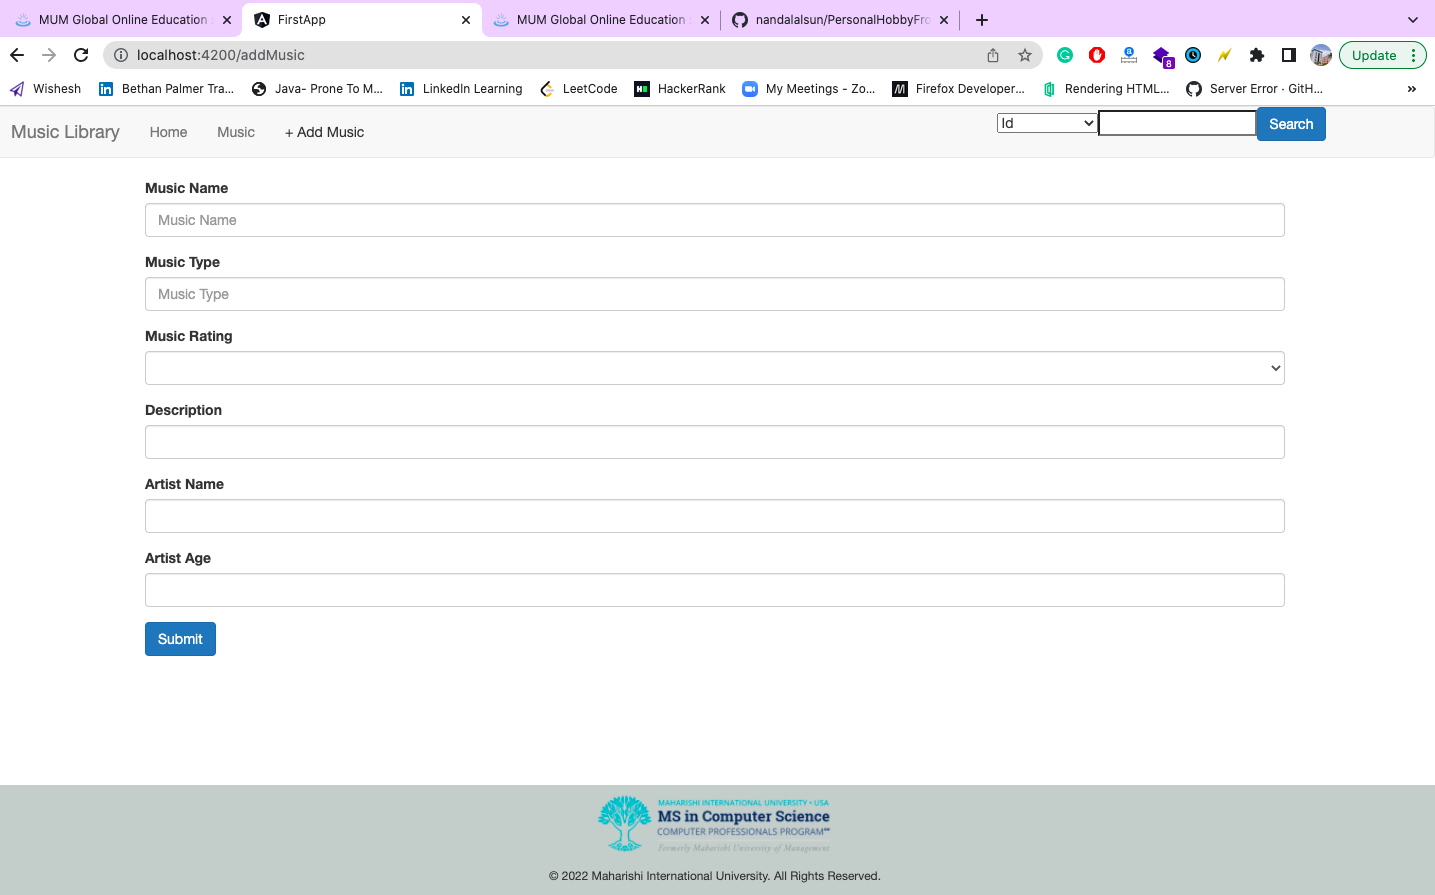 MUM Global Online Education
FirstApp
MUM Global Online Education
nandalalsun/PersonalHobbyFro
localhost:4200/addMusic
8
Update
Wishesh
Bethan Palmer Tra...
Java- Prone To M...
LinkedIn Learning
LeetCode
HackerRank
My Meetings - Zo...
Firefox Developer...
Rendering HTML...
Server Error · GitH...
»
Music Library
Home
Music
+ Add Music
Id
Search
Music Name
Music Name
Music Type
Music Type
Music Rating
Description
Artist Name
Artist Age
Submit
MAHARISHI INTERNATIONAL UNIVERSITY • USA
MS in Computer Science
COMPUTER PROFESSIONALS PROGRAM℠
Formerly Maharishi University of Management
© 2022 Maharishi International University. All Rights Reserved.